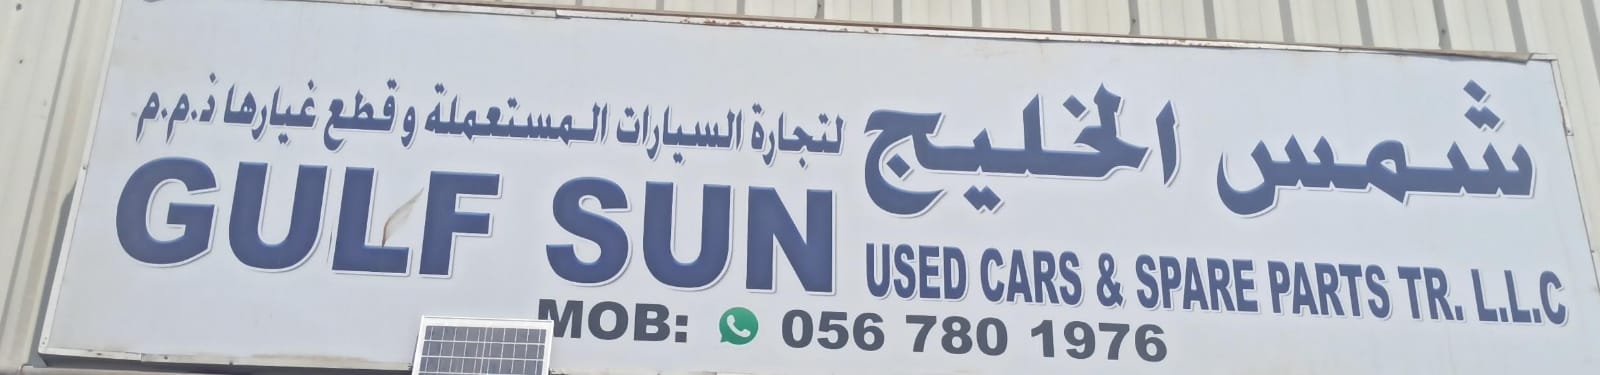 شمس الخليج لتجارة السيارات المستعملة وقطع غيارها ذ.م.م
GULF SUN USED CARS & SPARE PARTS TR. L.L.C
MOB: 056 780 1976